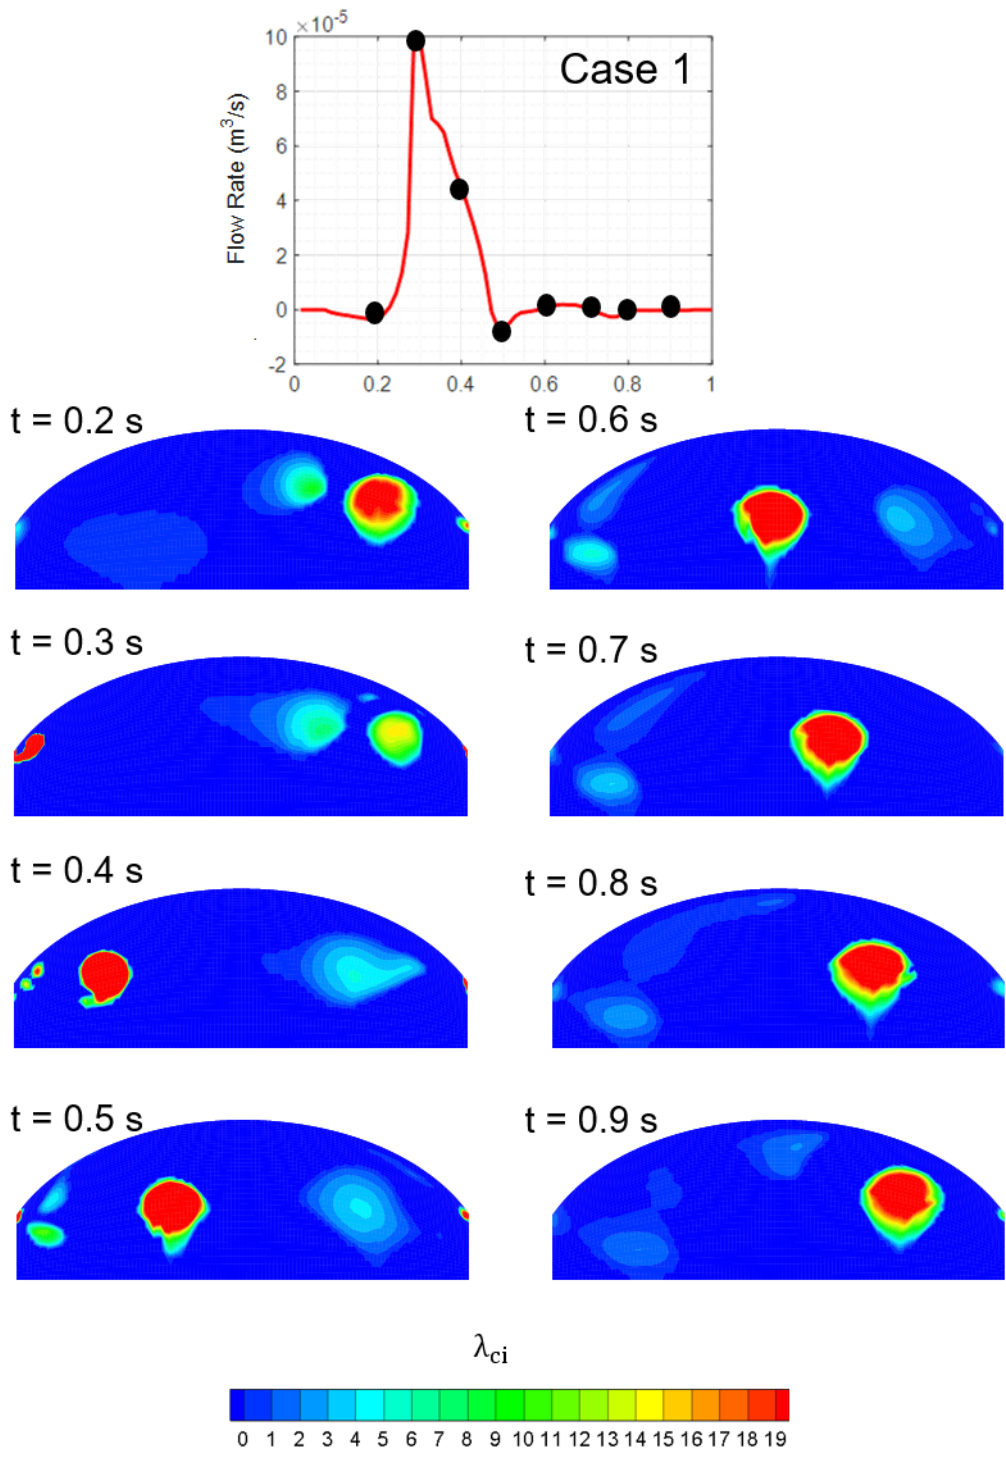 ×10-5
Case 1
10
8
6
4
2
0
-2
Flow Rate (m3/s)
0 0.2 0.4 0.6 0.8 1
t = 0.2 s
t = 0.6 s
t = 0.3 s
t = 0.7 s
t = 0.4 s
t = 0.8 s
t = 0.5 s
t = 0.9 s
λci
0 1 2 3 4 5 6 7 8 9 10 11 12 13 14 15 16 17 18 19